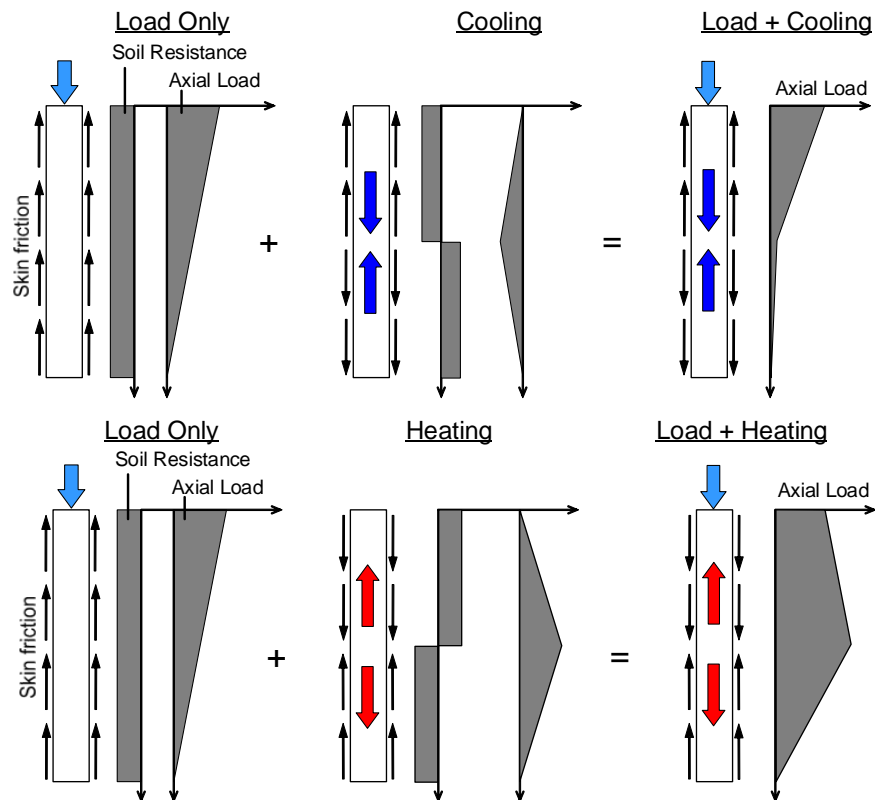 Load Only
Cooling
Load + Cooling
Soil Resistance
Axial Load
Axial Load
Skin friction
+
=
Load Only
Heating
Load + Heating
Soil Resistance
Axial Load
Axial Load
Skin friction
+
=